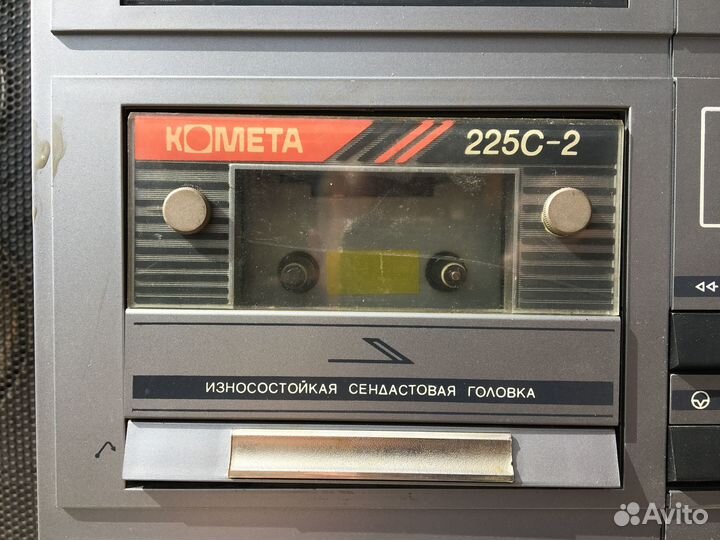 КОМЕТА 225С-2
ИЗНОСОСТОЙКАЯ СЕНДАСТОВАЯ ГОЛОВКА
Avito